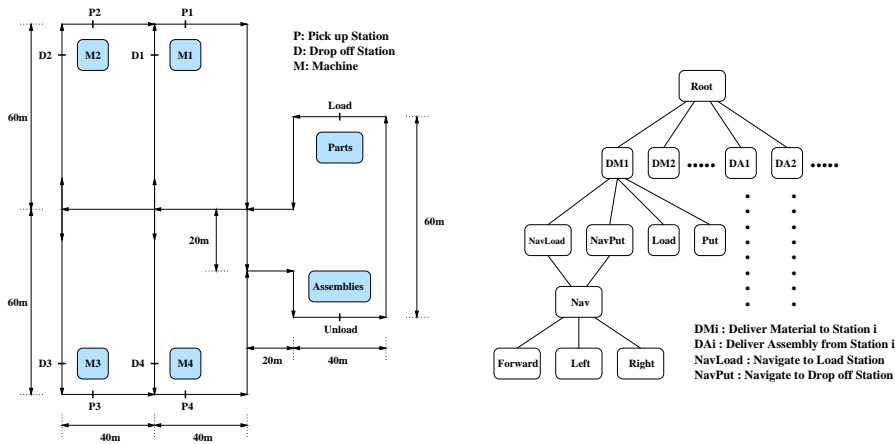 P2
P1
P: Pick up Station
D: Drop off Station
M: Machine
D2
M2
D1
M1
Load
Parts
60m
60m
20m
60m
Assemblies
Unload
D3
M3
D4
M4
20m
40m
P3
P4
40m
40m
Root
DM1
DM2
DA1
DA2
NavLoad
NavPut
Load
Put
Nav
Forward
Left
Right
DMi : Deliver Material to Station i
DAi : Deliver Assembly from Station i
NavLoad : Navigate to Load Station
NavPut : Navigate to Drop off Station